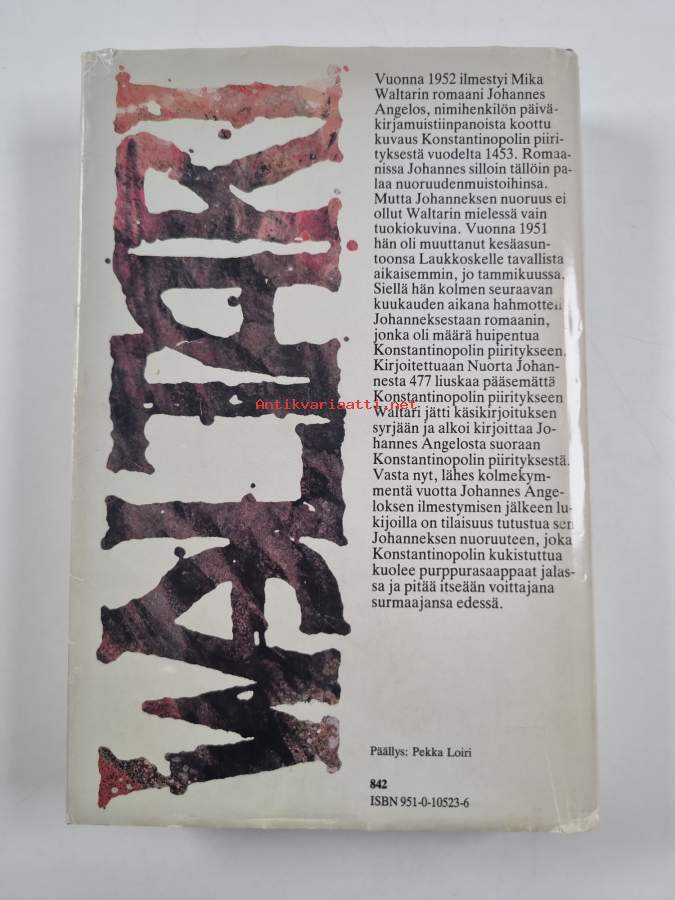 WALTARI
Vuonna 1952 ilmestyi Mika
Waltarin romaani Johannes
Angelos, nimihenkilön päivä-
kirjamuistiinpanoista koottu
kuvaus Konstantinopolin piiri-
tyksestä vuodelta 1453. Romaa-
nissa Johannes silloin tällöin pa-
laa nuoruudenmuistoihinsa.
Mutta Johanneksen nuoruus ei
ollut Waltarin mielessä vain
tuokiokuvina. Vuonna 1951
hän oli muuttanut kesäasun-
toonsa Laukkoskelle tavallista
aikaisemmin, jo tammikuussa.
Siellä hän kolmen seuraavan
kuukauden aikana hahmotteli
Johanneksestaan romaanin,
jonka oli määrä huipentua
Konstantinopolin piiritykseen.
Kirjoitettuaan Nuorta Johan-
nesta 477 liuskaa pääsemättä
Konstantinopolin piiritykseen
Waltari jätti käsikirjoituksen
syrjään ja alkoi kirjoittaa Jo-
hannes Angelosta suoraan
Konstantinopolin piirityksestä.
Vasta nyt, lähes kolmekym-
mentä vuotta Johannes Ange-
loksen ilmestymisen jälkeen lu-
kijoilla on tilaisuus tutustua sen
Johanneksen nuoruuteen, joka
Konstantinopolin kukistuttua
kuolee purppurasaappaat jalas-
sa ja pitää itseään voittajana
surmaajansa edessä.
Päällys: Pekka Loiri
842
ISBN 951-0-10523-6
Antikvariaatti.net